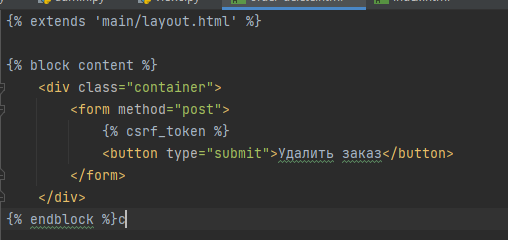 {% extends 'main/layout.html' %}
{% block content %}
<div class="container">
<form method="post">
{% csrf_token %}
<button type="submit">Удалить заказ</button>
</form>
</div>
{% endblock %}c